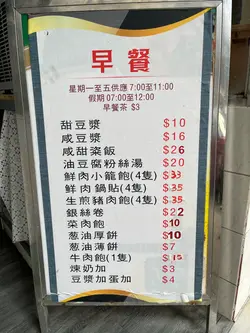 早餐
星期一至五供應 7:00至11:00
假期 07:00至12:00
早餐茶 $3
甜豆漿 $10
咸豆漿 $16
咸甜粢飯 $26
油豆腐粉絲湯 $20
鮮肉小籠飽(4隻) $33
鮮肉鍋貼(4隻) $35
生煎豬肉飽(4隻) $35
銀絲卷 $22
菜肉飽 $10
葱油厚餅 $10
葱油薄餅 $7
牛肉飽(1隻)
煉奶加 $3
豆漿加蛋加 $4